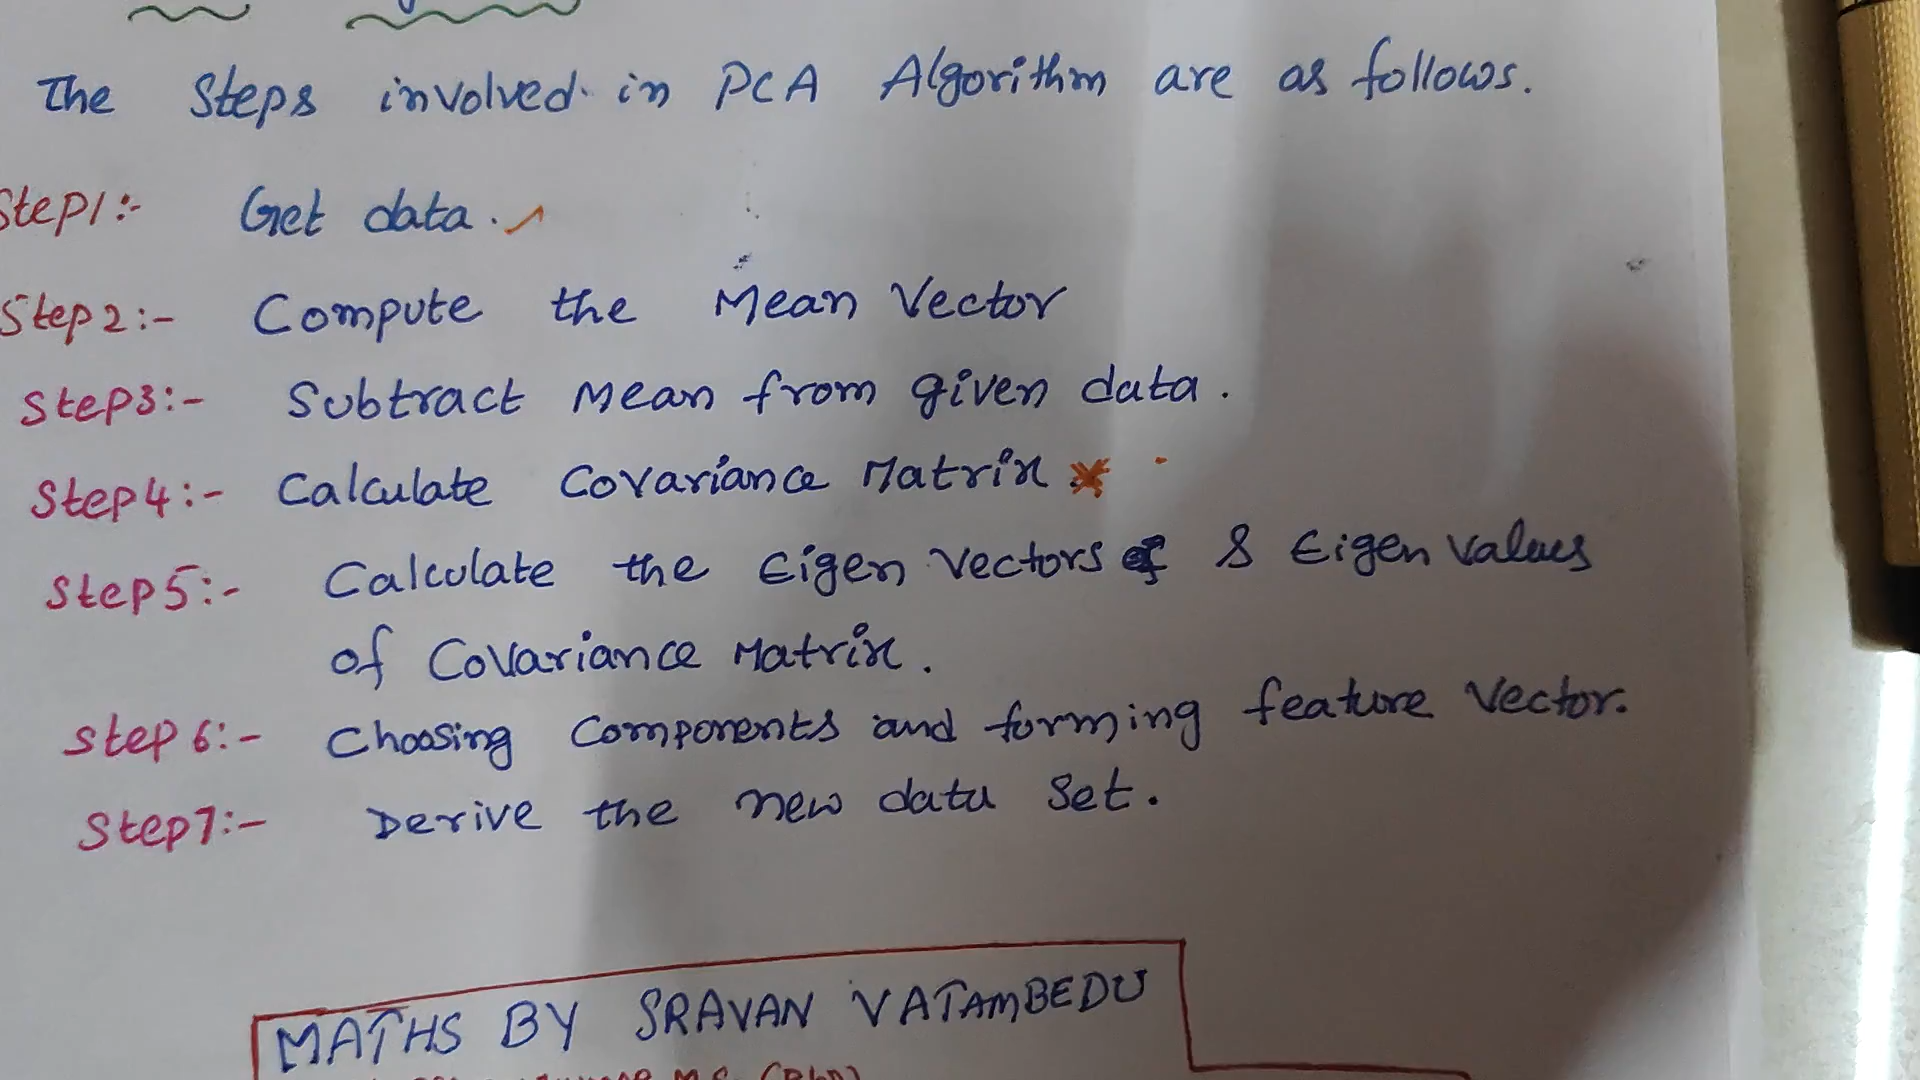 The Steps involved in PCA Algorithm are as follows.
Step1:- Get data.
Step2:- Compute the Mean Vector
Step3:- Subtract Mean from given data.
Step4:- Calculate Covariance Matrix.
Step5:- Calculate the Eigen Vectors & Eigen Values
of Covariance Matrix.
Step6:- Choosing Components and forming feature Vector.
Step7:- Derive the new data Set.
MATHS BY SRAVAN VATAMBEDU